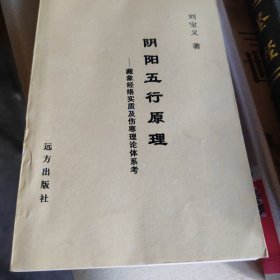 刘宝义 著
阴阳五行原理
——藏象经络实质及伤寒理论体系考
远方出版社